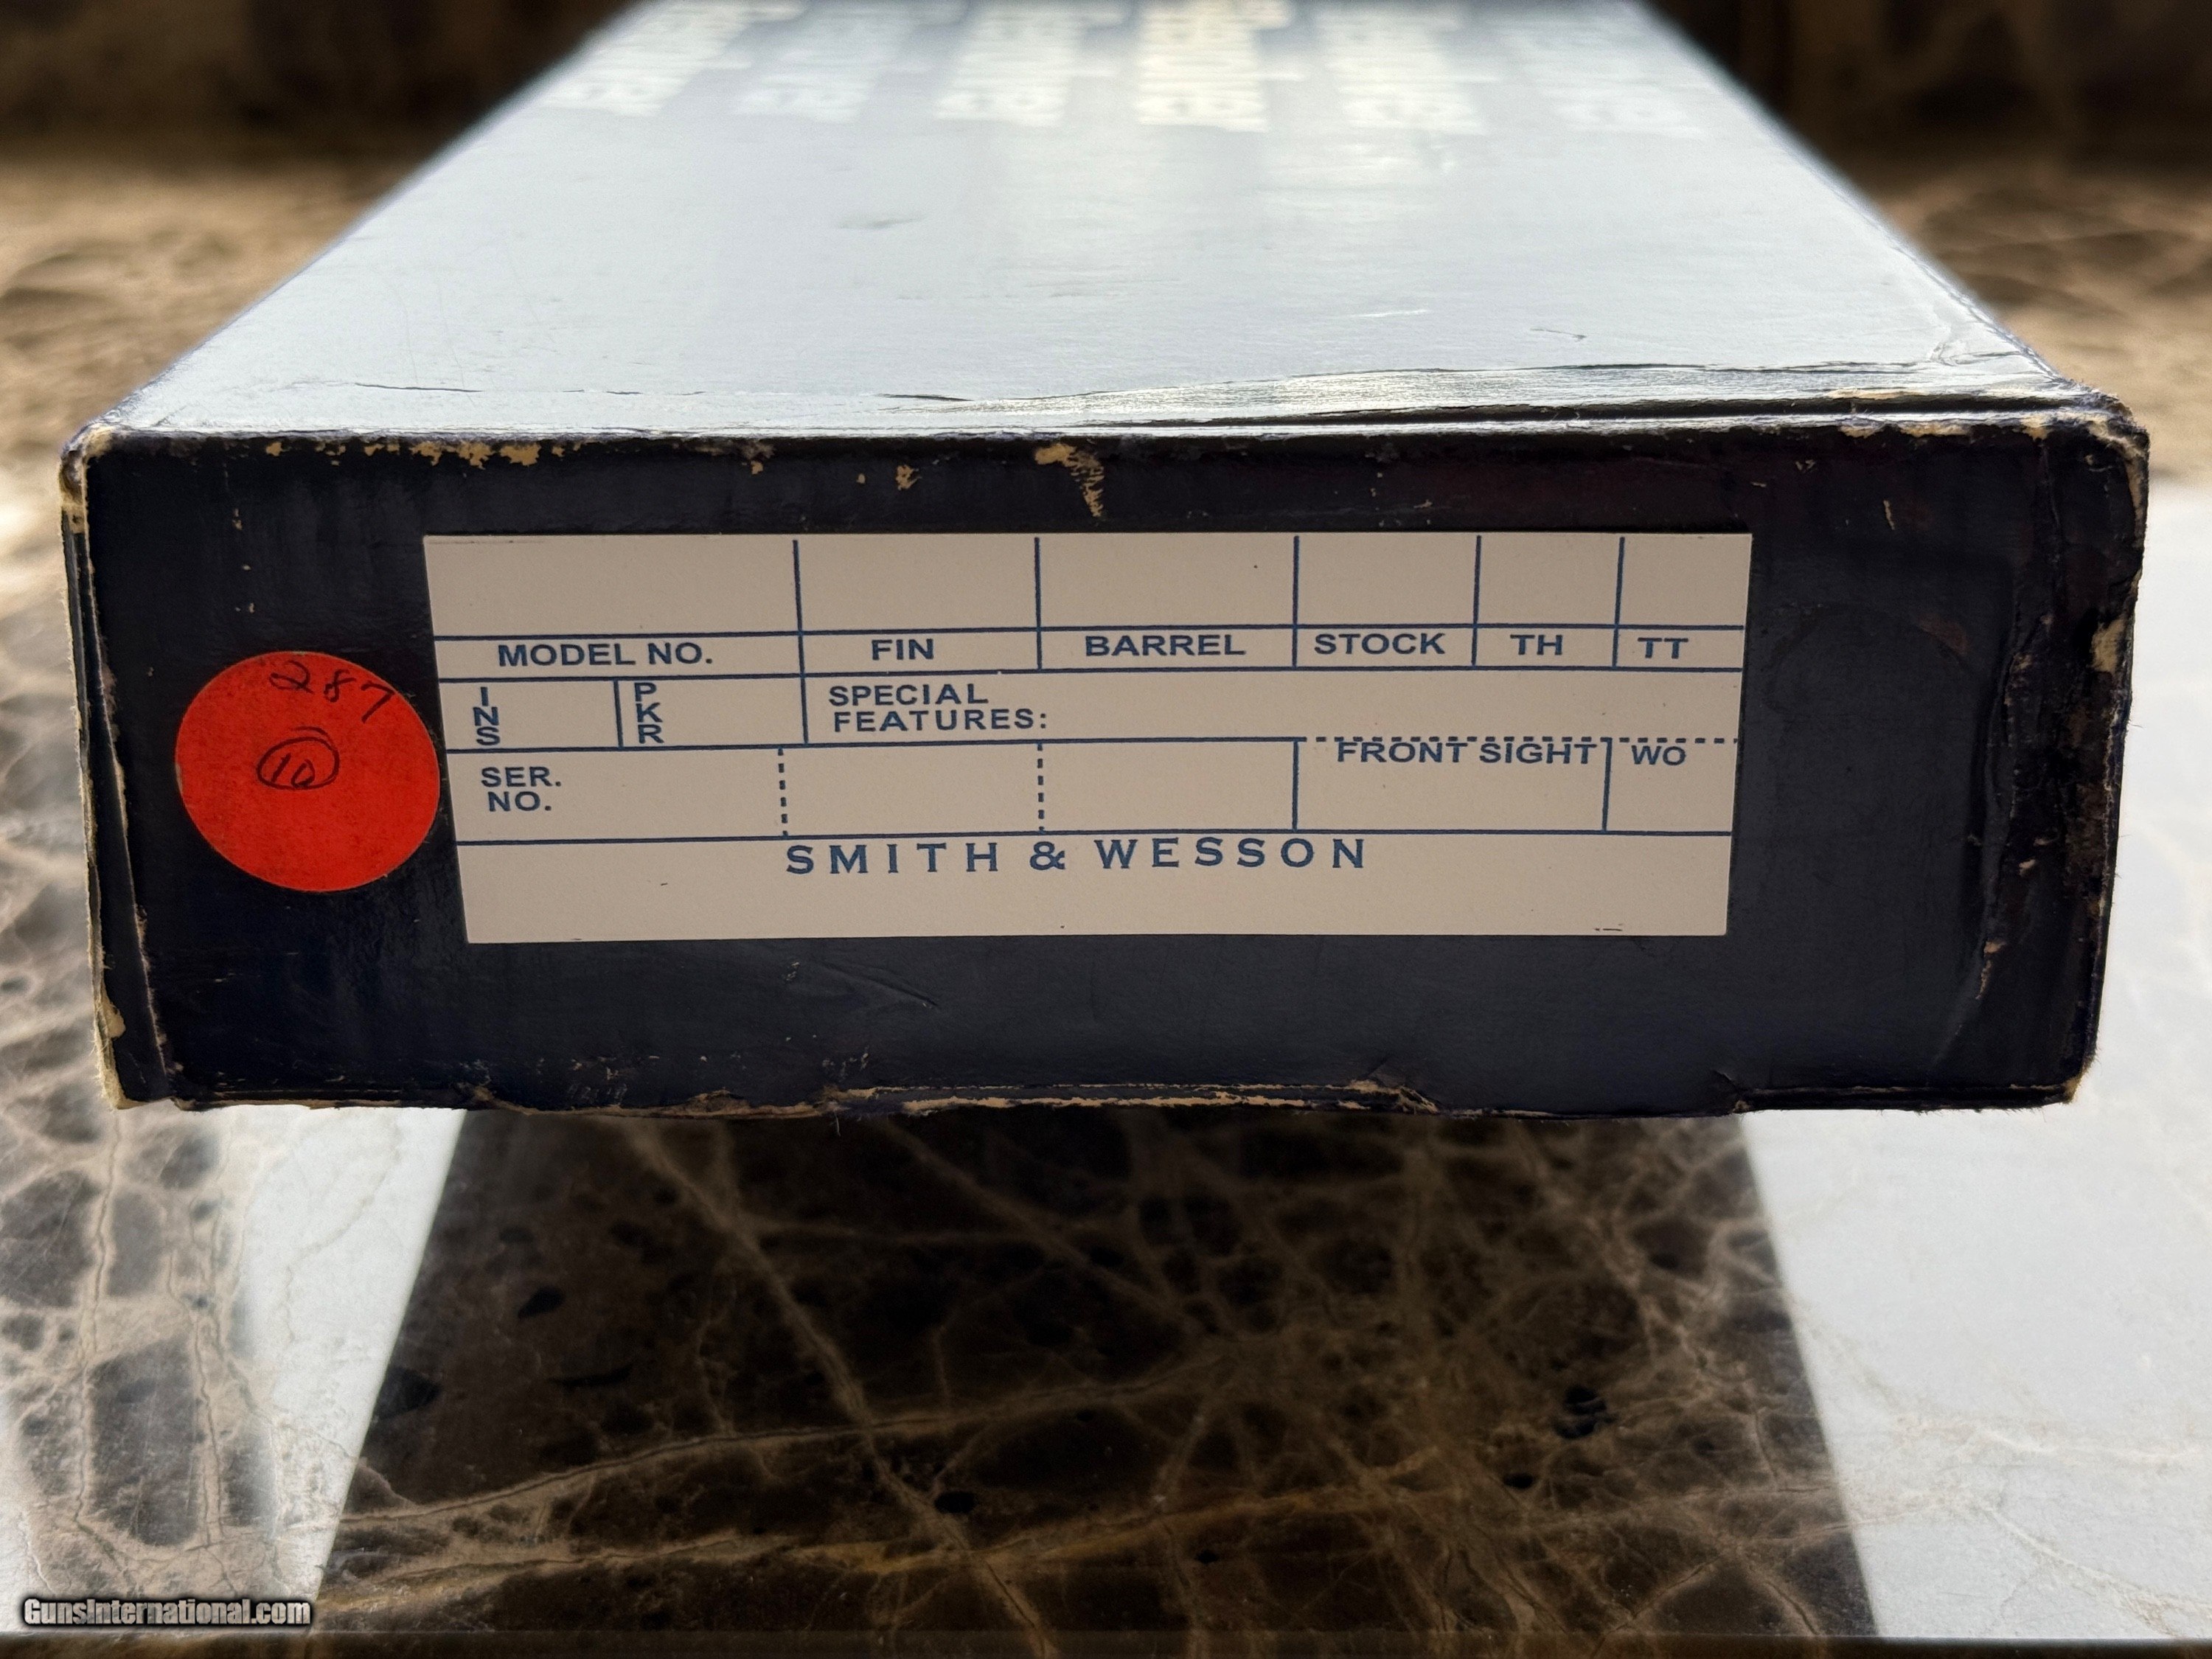 287
10
MODEL NO. FIN BARREL STOCK TH TT
INS PKR SPECIAL
FEATURES:
FRONT SIGHT WO
SER.
NO.
SMITH & WESSON
GunsInternational.com